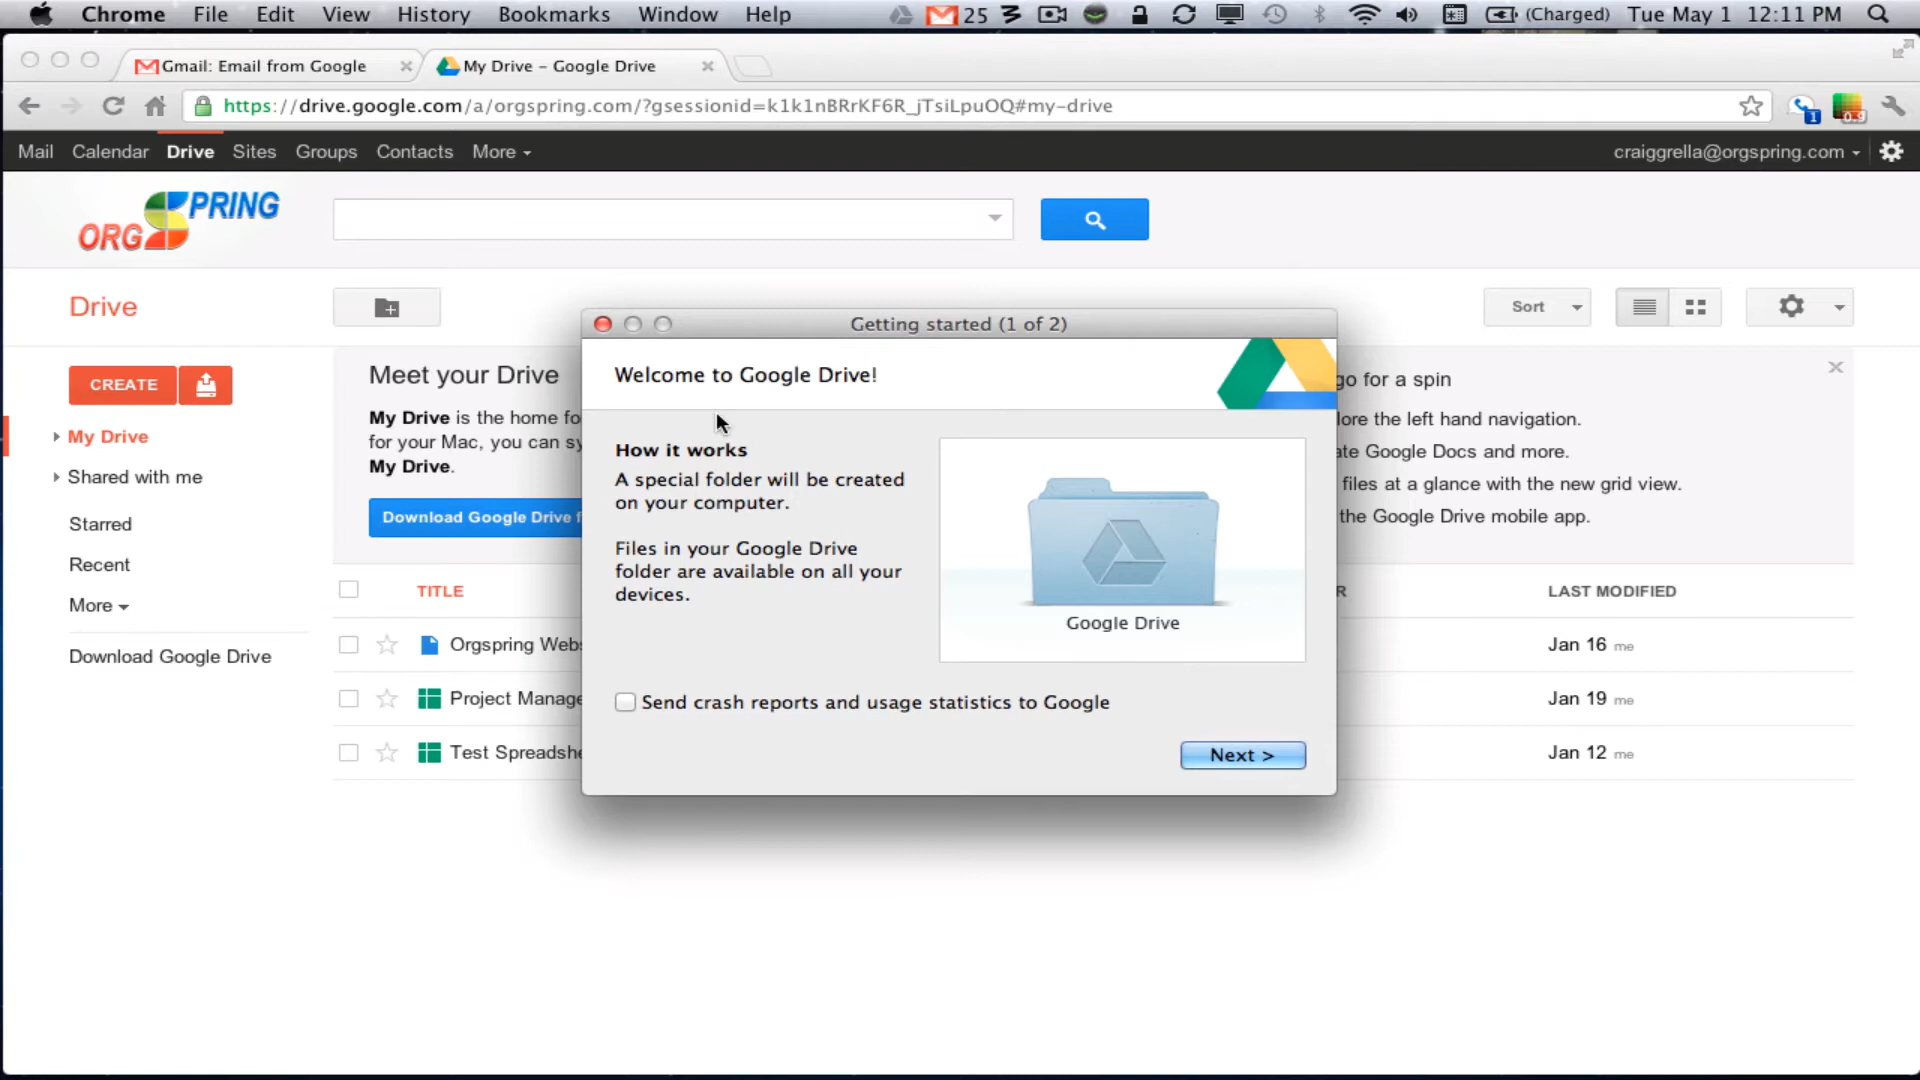 Chrome File Edit View History Bookmarks Window Help 25 (Charged) Tue May 1 12:11 PM
Gmail: Email from Google My Drive – Google Drive
https://drive.google.com/a/orgspring.com/?gsessionid=k1k1nBRrKF6R_jTsiLpuOQ#my-drive 1 0.9
Mail Calendar Drive Sites Groups Contacts More craiggrella@orgspring.com
ORGSPRING
Drive Sort
Getting started (1 of 2)
Meet your Drive
Welcome to Google Drive!
go for a spin
CREATE
My Drive is the home fo
for your Mac, you can sy
My Drive.
Download Google Drive f
lore the left hand navigation.
ate Google Docs and more.
files at a glance with the new grid view.
the Google Drive mobile app.
My Drive
Shared with me
Starred
Recent
More
Download Google Drive
How it works
A special folder will be created
on your computer.
Files in your Google Drive
folder are available on all your
devices.
Google Drive
Send crash reports and usage statistics to Google
Next >
TITLE R LAST MODIFIED
Orgspring Webs Jan 16 me
Project Manage Jan 19 me
Test Spreadshe Jan 12 me